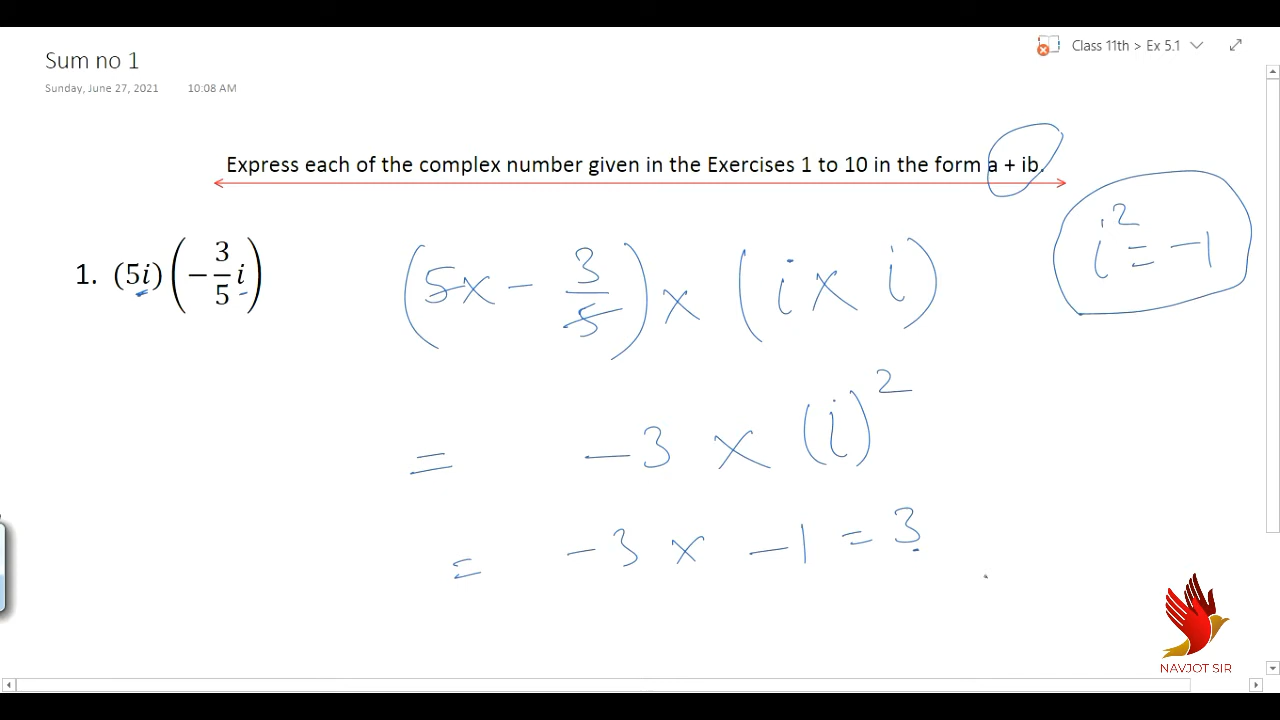 Sum no 1
Class 11th > Ex 5.1
Sunday, June 27, 2021 10:08 AM
Express each of the complex number given in the Exercises 1 to 10 in the form a + ib.
i² = -1
1. (5i)(-3/5 i)
(5x - 3/5) x (i x i)
= -3 x (i)²
= -3 x -1 = 3
NAVJOT SIR